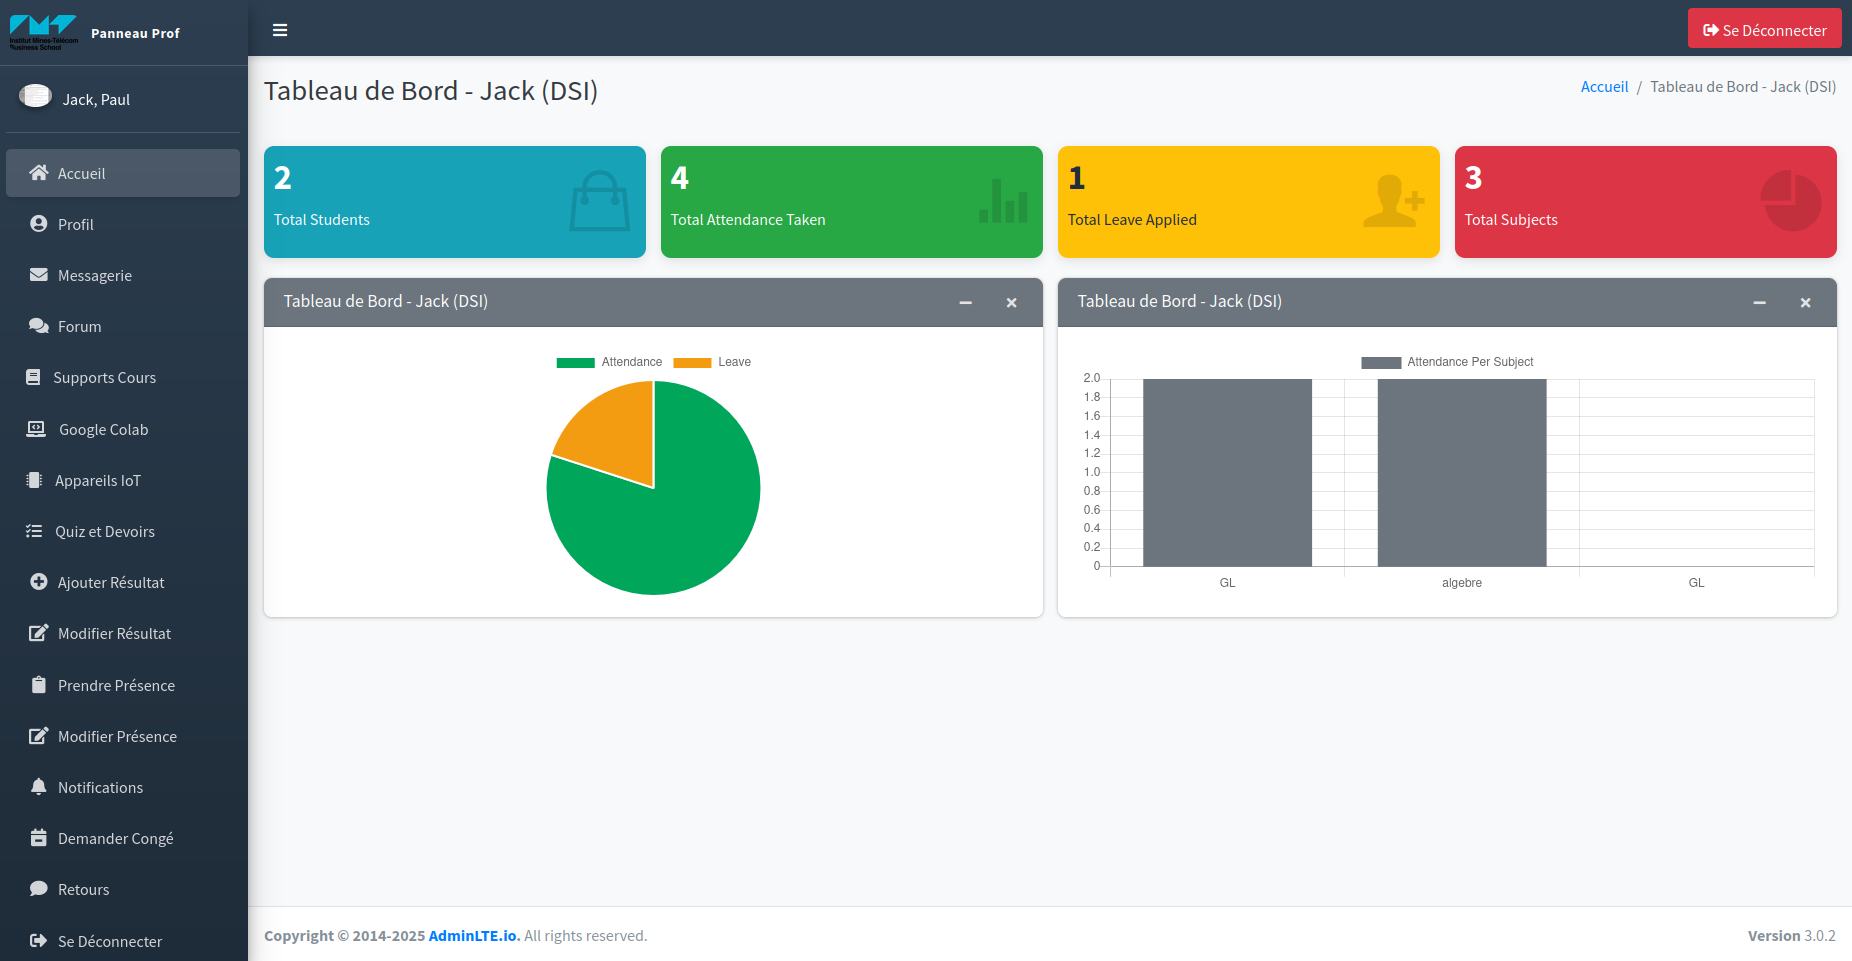 Institut Mines-Télécom
Business School
Panneau Prof
Se Déconnecter
Jack, Paul
Accueil
Profil
Messagerie
Forum
Supports Cours
Google Colab
Appareils IoT
Quiz et Devoirs
Ajouter Résultat
Modifier Résultat
Prendre Présence
Modifier Présence
Notifications
Demander Congé
Retours
Se Déconnecter
Tableau de Bord - Jack (DSI)
Accueil / Tableau de Bord - Jack (DSI)
2
Total Students
4
Total Attendance Taken
1
Total Leave Applied
3
Total Subjects
Tableau de Bord - Jack (DSI)
Attendance Leave
Tableau de Bord - Jack (DSI)
Attendance Per Subject
2.0
1.8
1.6
1.4
1.2
1.0
0.8
0.6
0.4
0.2
0
GL algebre GL
Copyright © 2014-2025 AdminLTE.io. All rights reserved.
Version 3.0.2